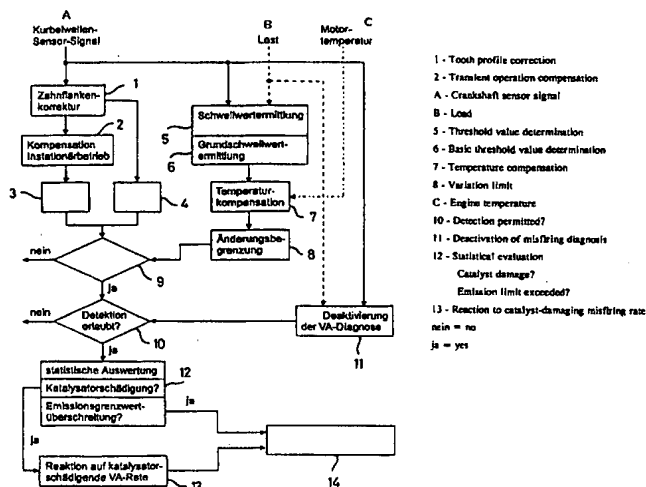 A
Kurbelwellen-
Sensor-Signal
B
Last
Motor-
temperatur
C
Zahnflanken-
korrektur
1
Kompensation
Instationärbetrieb
2
3
4
Schwellwertermittlung
5
Grundschwellwert-
ermittlung
6
Temperatur-
kompensation
7
Änderungsbe-
grenzung
8
nein
9
ja
nein
Detektion
erlaubt?
10
ja
Deaktivierung
der VA-Diagnose
11
statistische Auswertung
Katalysatorschädigung?
12
Emissionsgrenzwert-
überschreitung?
ja
ja
Reaktion auf katalysator-
schädigende VA-Rate
13
14
1 - Tooth profile correction
2 - Transient operation compensation
A - Crankshaft sensor signal
B - Load
5 - Threshold value determination
6 - Basic threshold value determination
7 - Temperature compensation
8 - Variation limit
C - Engine temperature
10 - Detection permitted?
11 - Deactivation of misfiring diagnosis
12 - Statistical evaluation
Catalyst damage?
Emission limit exceeded?
13 - Reaction to catalyst-damaging misfiring rate
nein = no
ja = yes